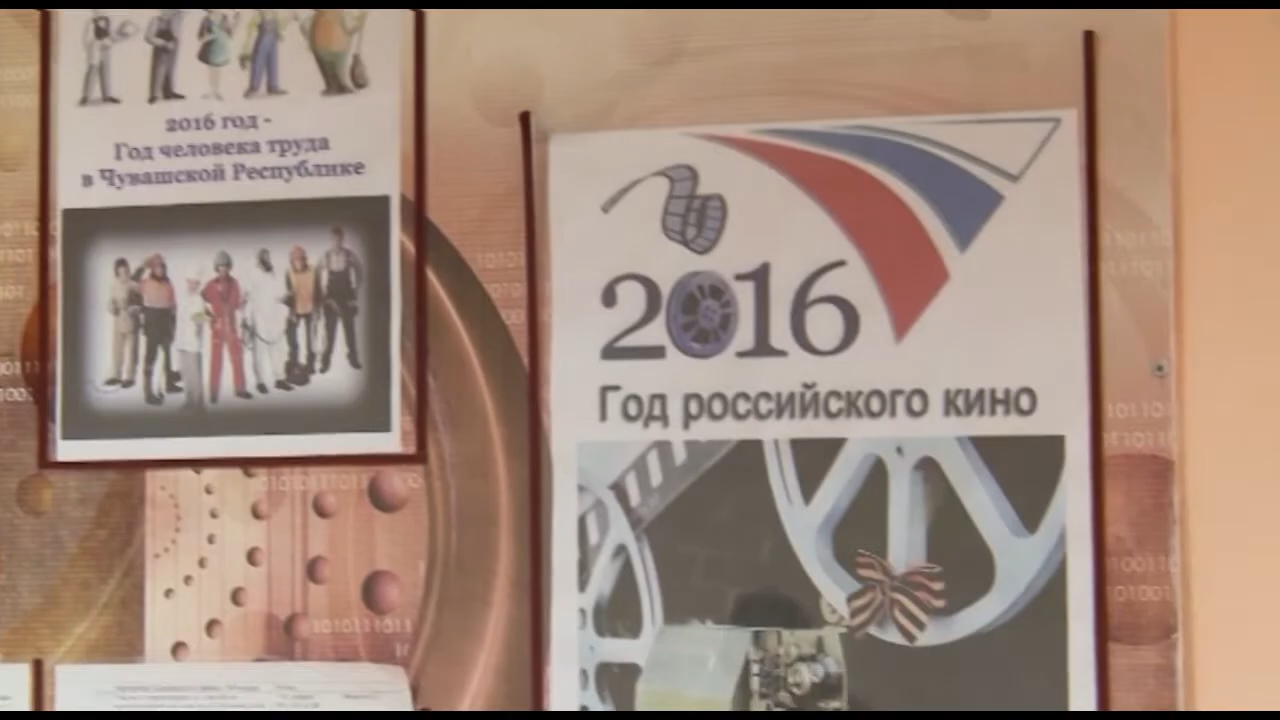 2016 год -
Год человека труда
в Чувашской Республике
2016
Год российского кино